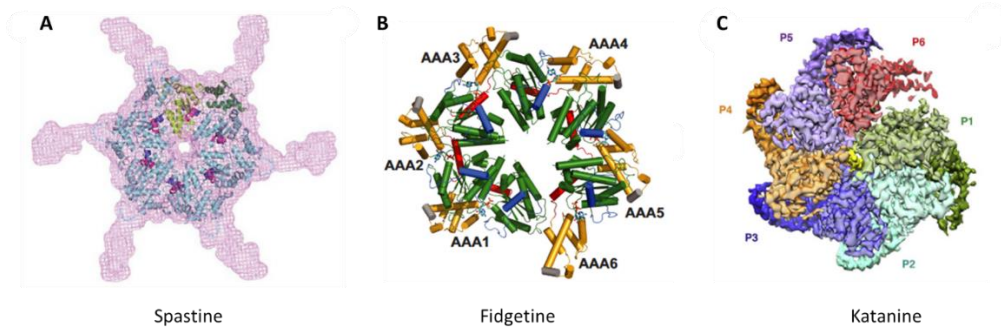 A
B
C
AAA3
AAA4
AAA2
AAA5
AAA1
AAA6
P5
P6
P4
P1
P3
P2
Spastine
Fidgetine
Katanine